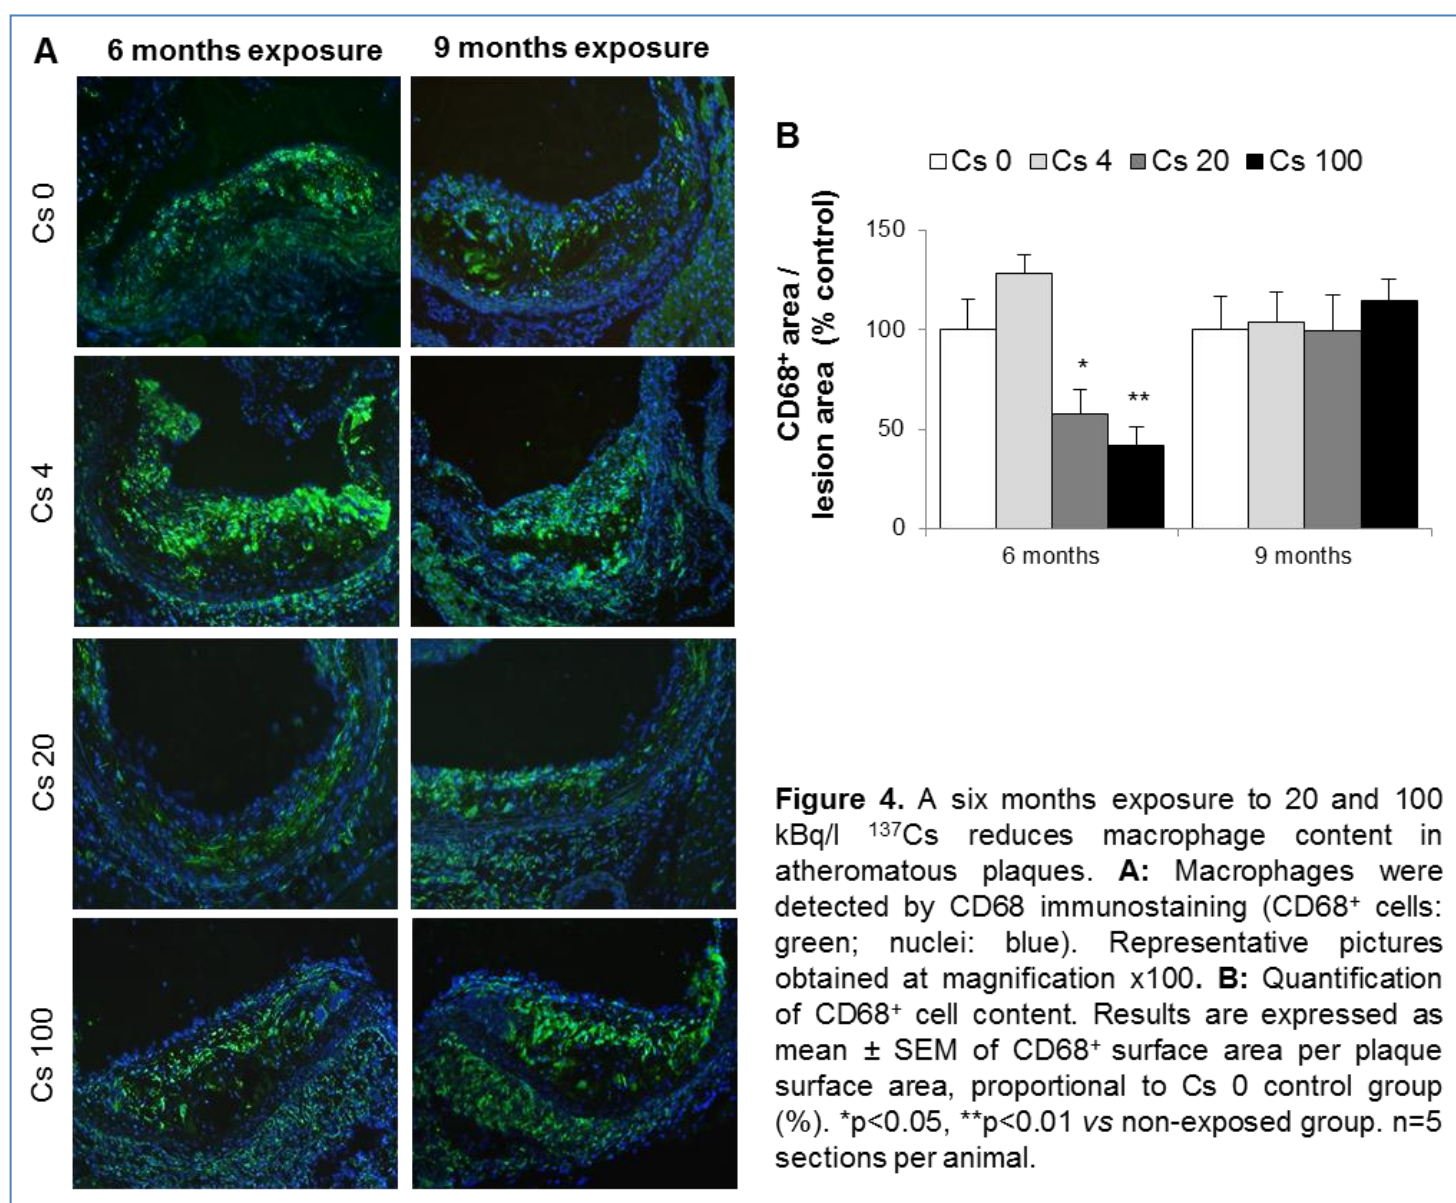 A
6 months exposure
9 months exposure
Cs 0
Cs 4
Cs 20
Cs 100
B
Cs 0 Cs 4 Cs 20 Cs 100
CD68⁺ area /
lesion area (% control)
150
100
50
0
*
**
6 months
9 months
Figure 4. A six months exposure to 20 and 100
kBq/l ¹³⁷Cs reduces macrophage content in
atheromatous plaques. A: Macrophages were
detected by CD68 immunostaining (CD68⁺ cells:
green; nuclei: blue). Representative pictures
obtained at magnification x100. B: Quantification
of CD68⁺ cell content. Results are expressed as
mean ± SEM of CD68⁺ surface area per plaque
surface area, proportional to Cs 0 control group
(%). *p<0.05, **p<0.01 vs non-exposed group. n=5
sections per animal.